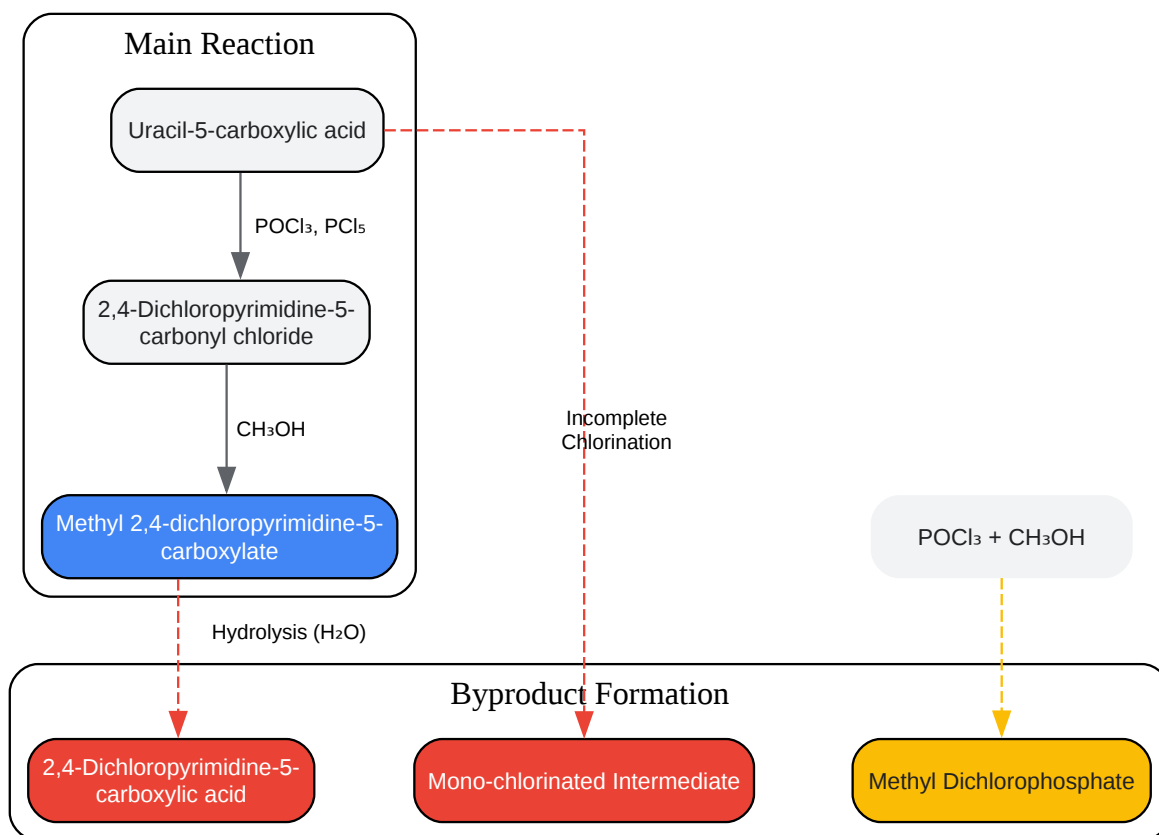 Main Reaction
Uracil-5-carboxylic acid
POCl₃, PCl₅
2,4-Dichloropyrimidine-5-
carbonyl chloride
CH₃OH
Incomplete
Chlorination
Methyl 2,4-dichloropyrimidine-5-
carboxylate
POCl₃ + CH₃OH
Hydrolysis (H₂O)
Byproduct Formation
2,4-Dichloropyrimidine-5-
carboxylic acid
Mono-chlorinated Intermediate
Methyl Dichlorophosphate